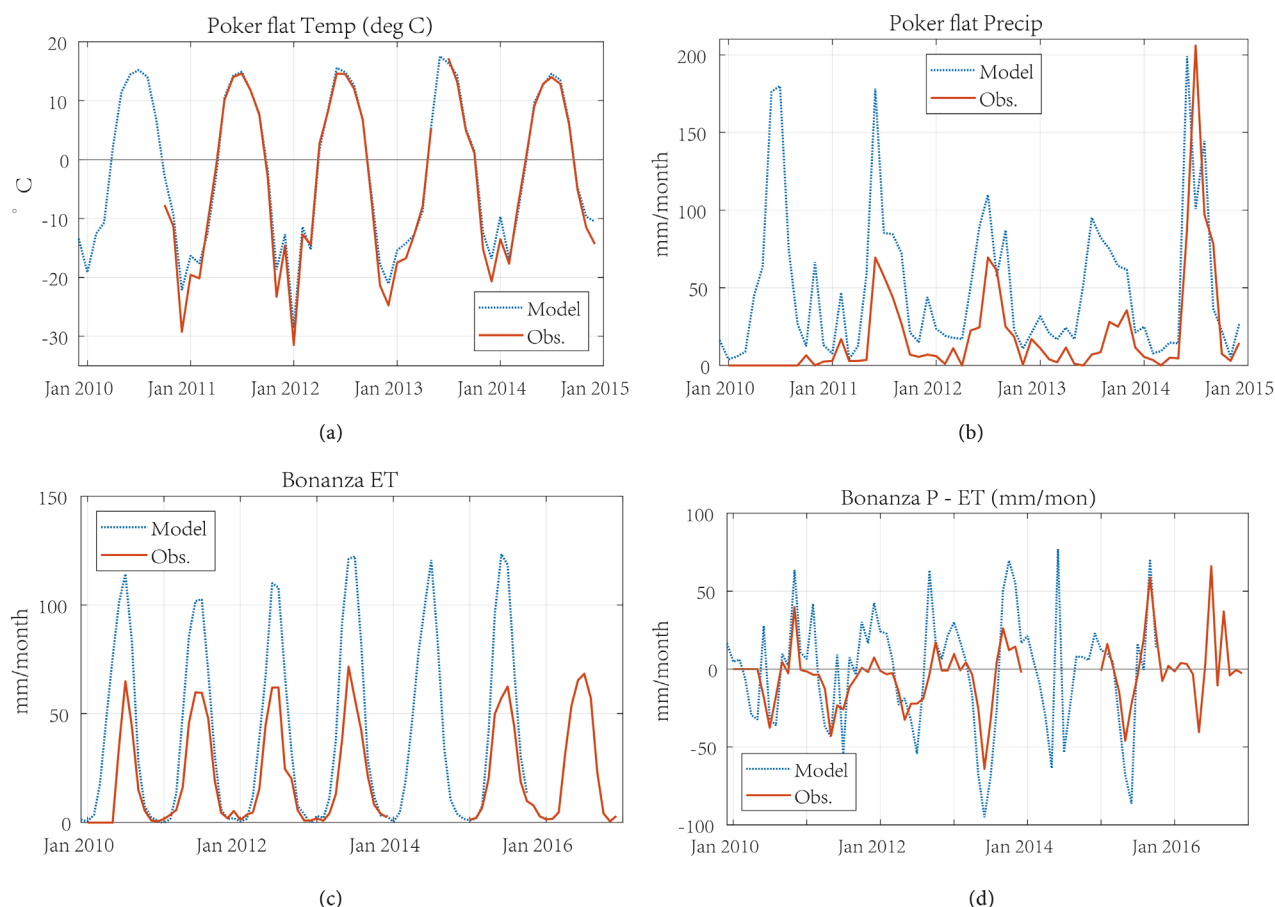 Poker flat Temp (deg C)
20
10
0
-10
-20
-30
° C
Model
Obs.
Jan 2010 Jan 2011 Jan 2012 Jan 2013 Jan 2014 Jan 2015
(a)
Poker flat Precip
200
150
100
50
0
mm/month
Model
Obs.
Jan 2010 Jan 2011 Jan 2012 Jan 2013 Jan 2014 Jan 2015
(b)
Bonanza ET
150
100
50
0
mm/month
Model
Obs.
Jan 2010 Jan 2012 Jan 2014 Jan 2016
(c)
Bonanza P - ET (mm/mon)
100
50
0
-50
-100
mm/month
Model
Obs.
Jan 2010 Jan 2012 Jan 2014 Jan 2016
(d)